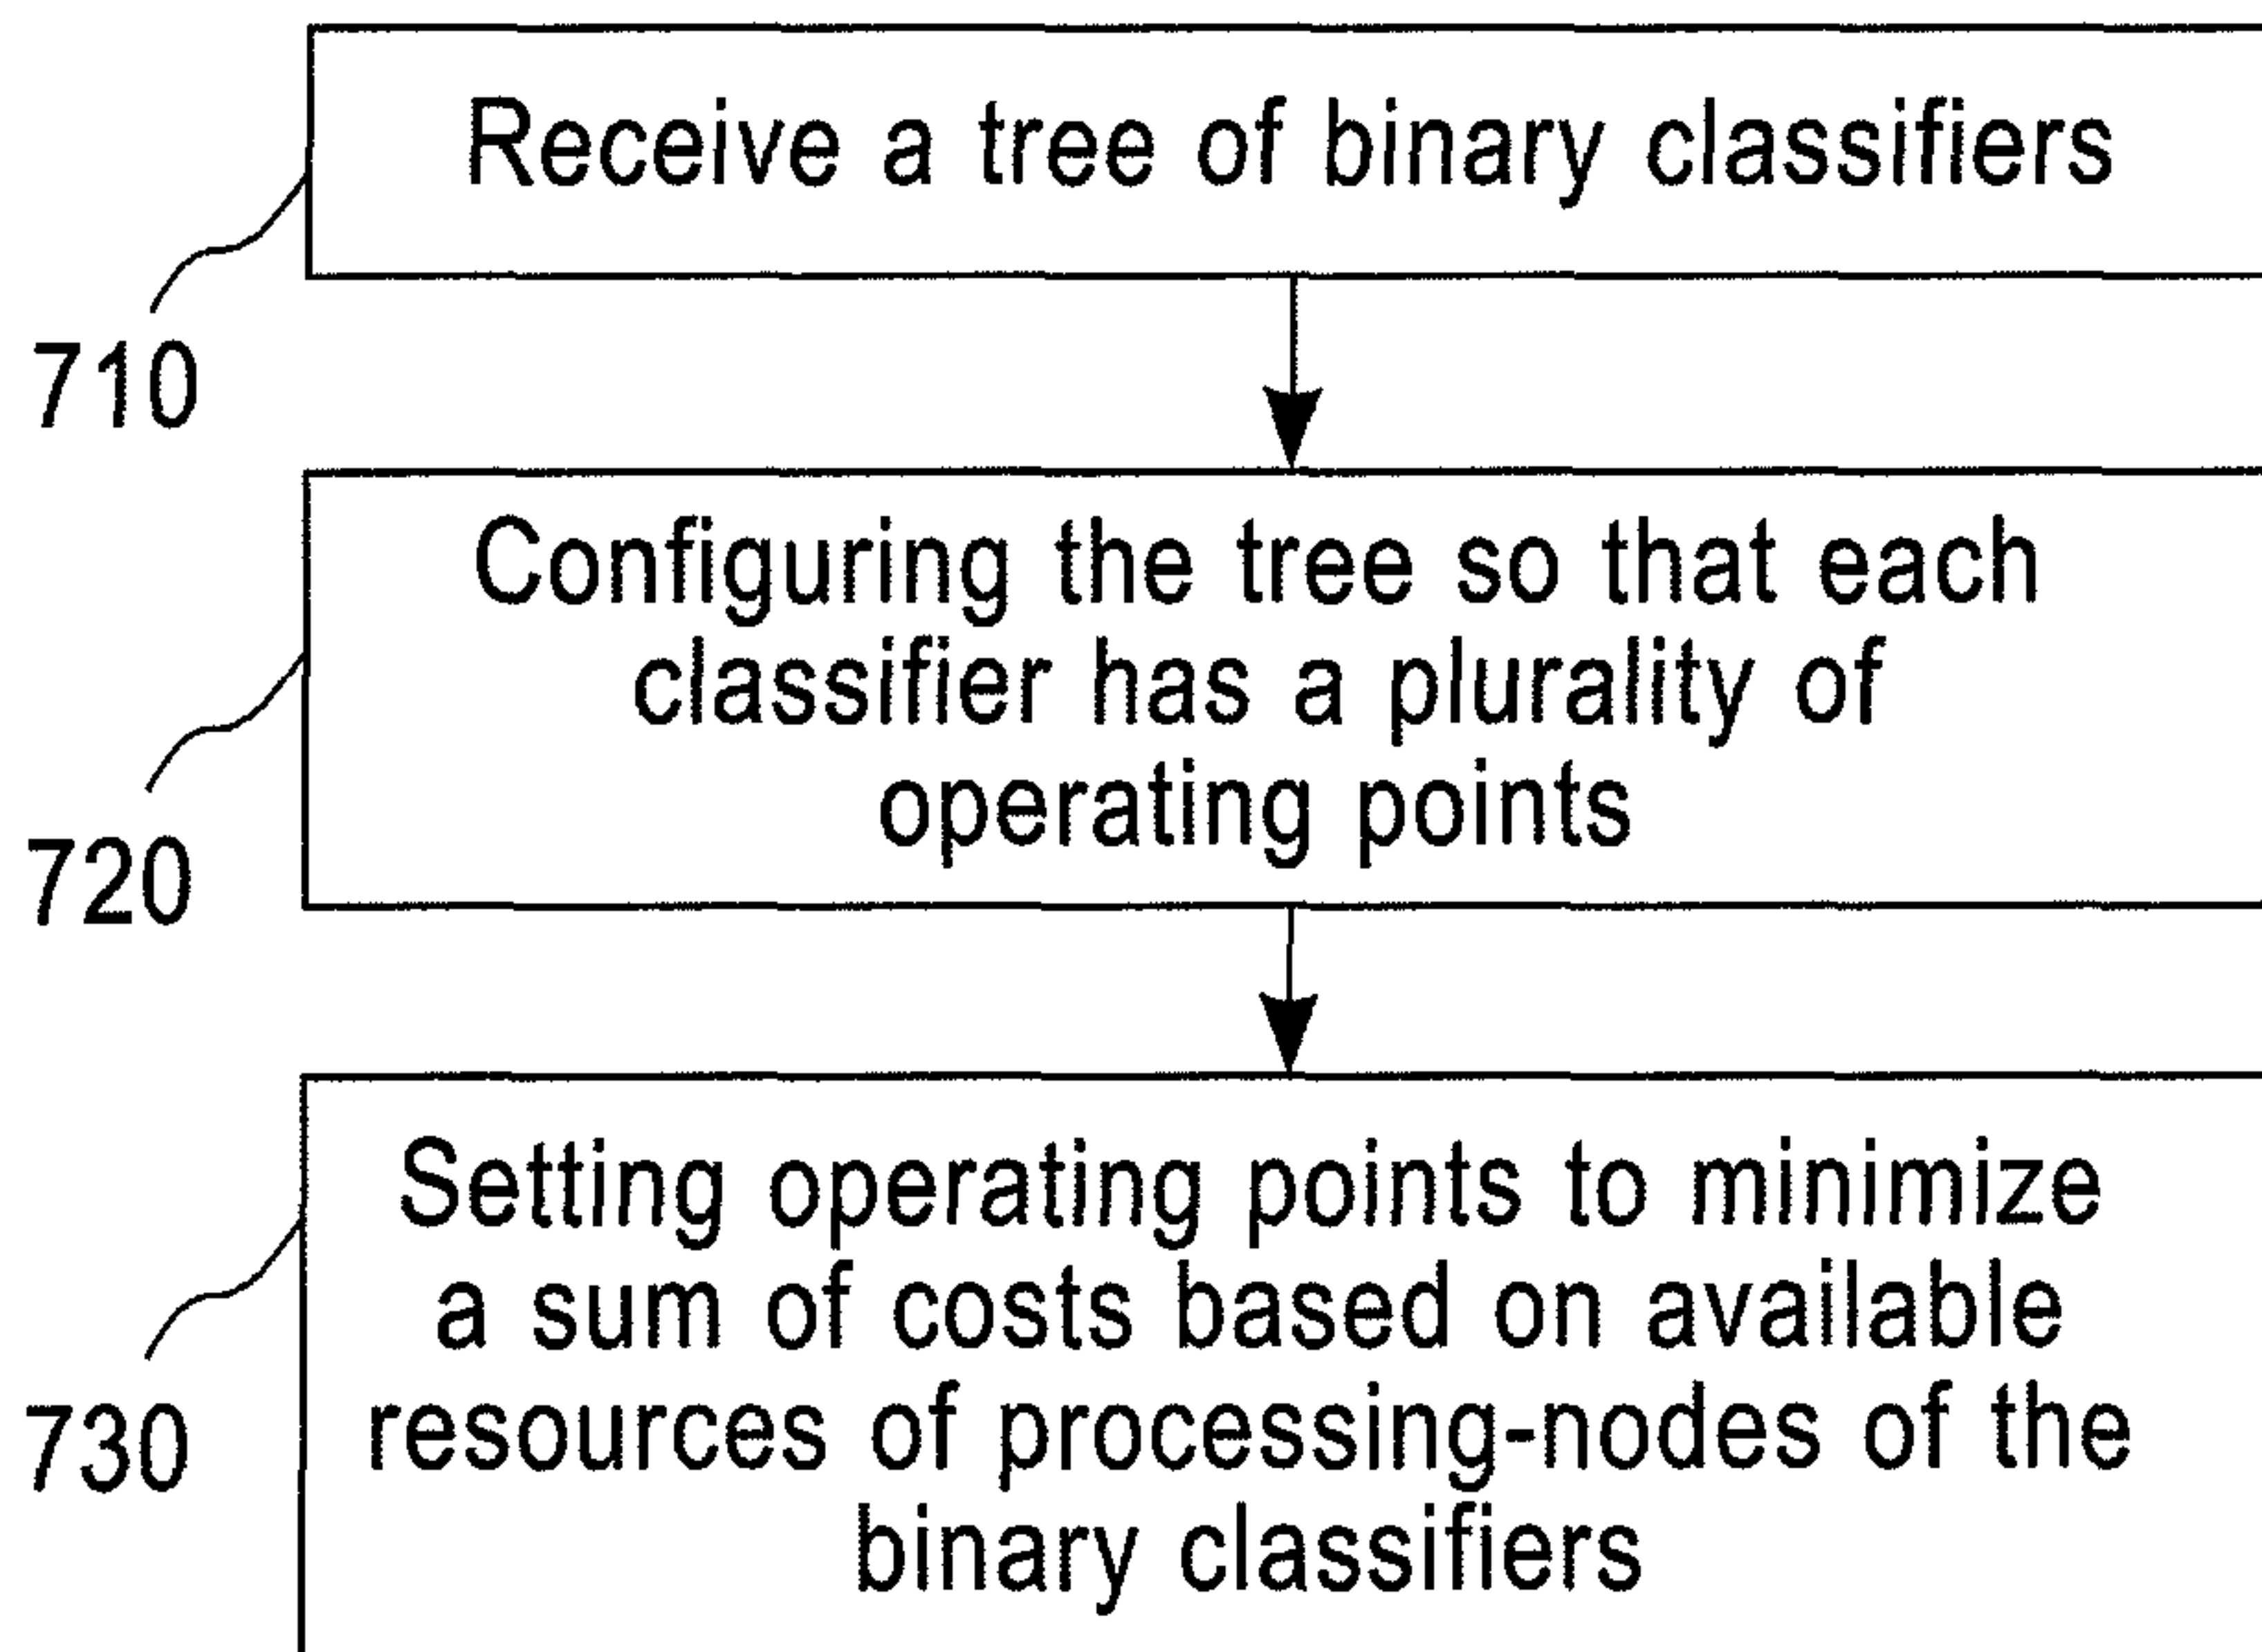 Receive a tree of binary classifiers
710
Configuring the tree so that each
classifier has a plurality of
operating points
720
Setting operating points to minimize
a sum of costs based on available
resources of processing-nodes of the
binary classifiers
730